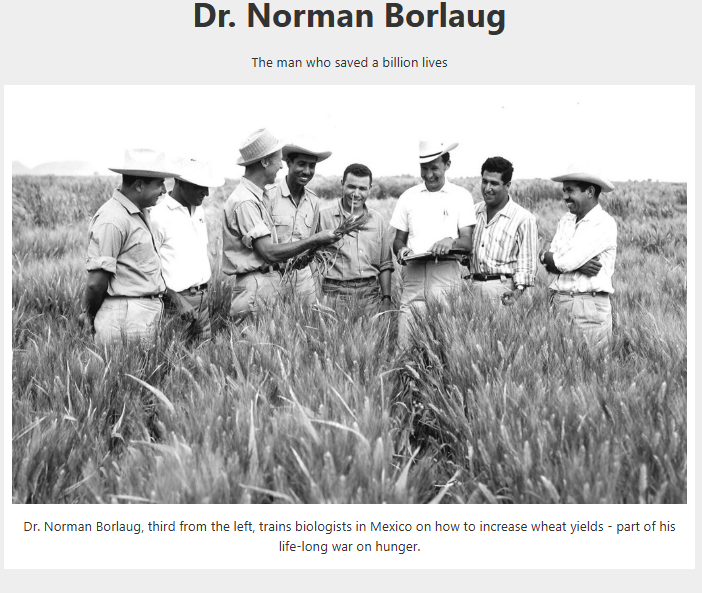 Dr. Norman Borlaug
The man who saved a billion lives
Dr. Norman Borlaug, third from the left, trains biologists in Mexico on how to increase wheat yields - part of his
life-long war on hunger.